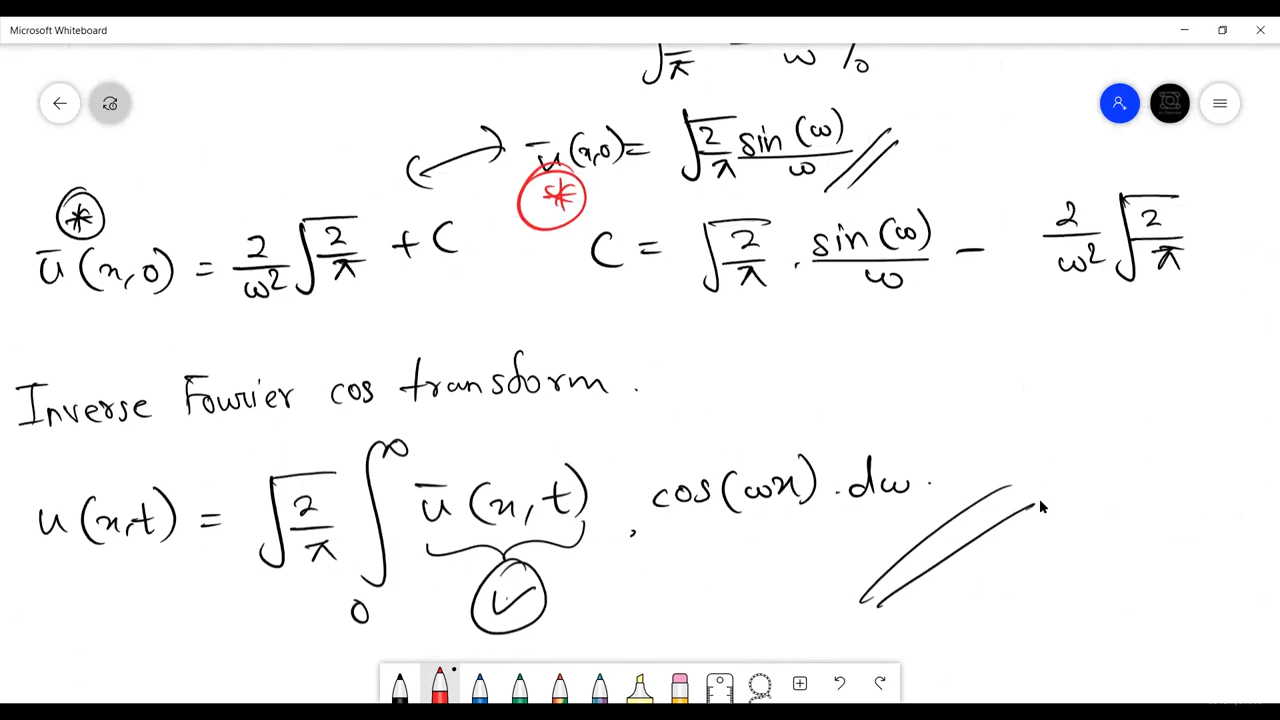 Microsoft Whiteboard
√π ω %
ū(x,0) = √(2/π) sin(ω)/ω //
* *
ū(x,0) = 2/ω² √(2/π) + C C = √(2/π) . sin(ω)/ω − 2/ω² √(2/π)
Inverse Fourier cos transform.
u(x,t) = √(2/π) ∫₀^∞ ū(x,t) , cos(ωx) . dω .